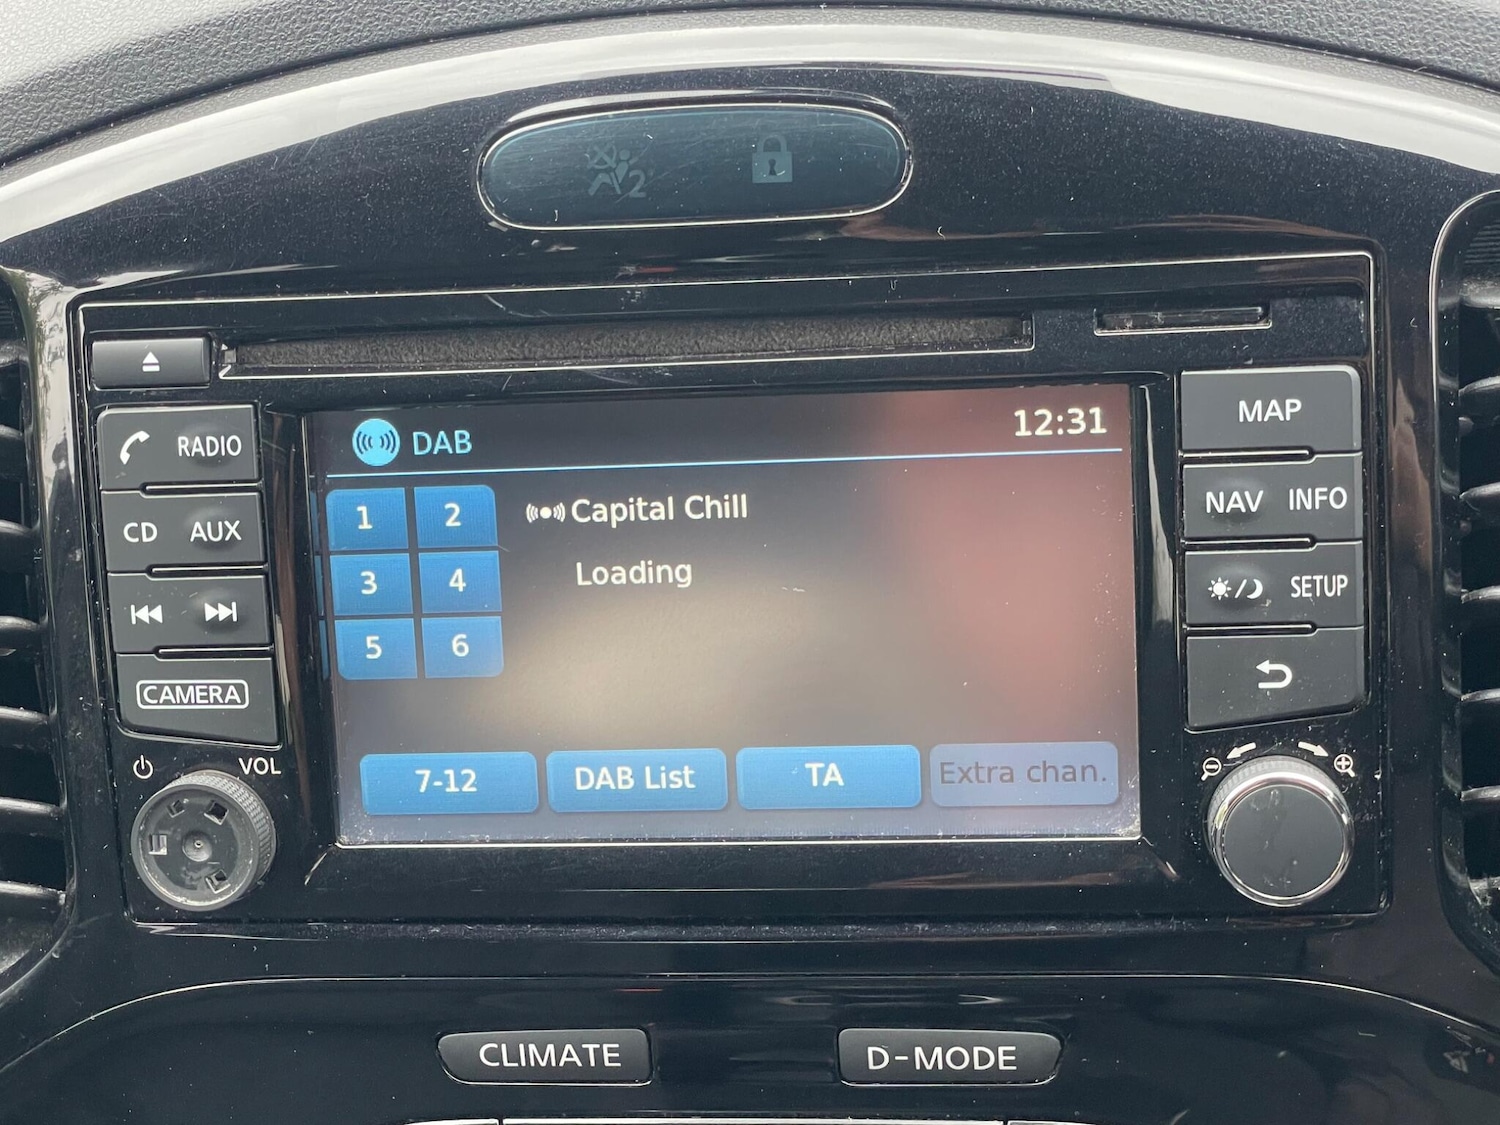 2
RADIO
CD AUX
CAMERA
VOL
DAB
12:31
1 2
3 4
5 6
Capital Chill
Loading
7-12
DAB List
TA
Extra chan.
MAP
NAV INFO
SETUP
CLIMATE
D-MODE